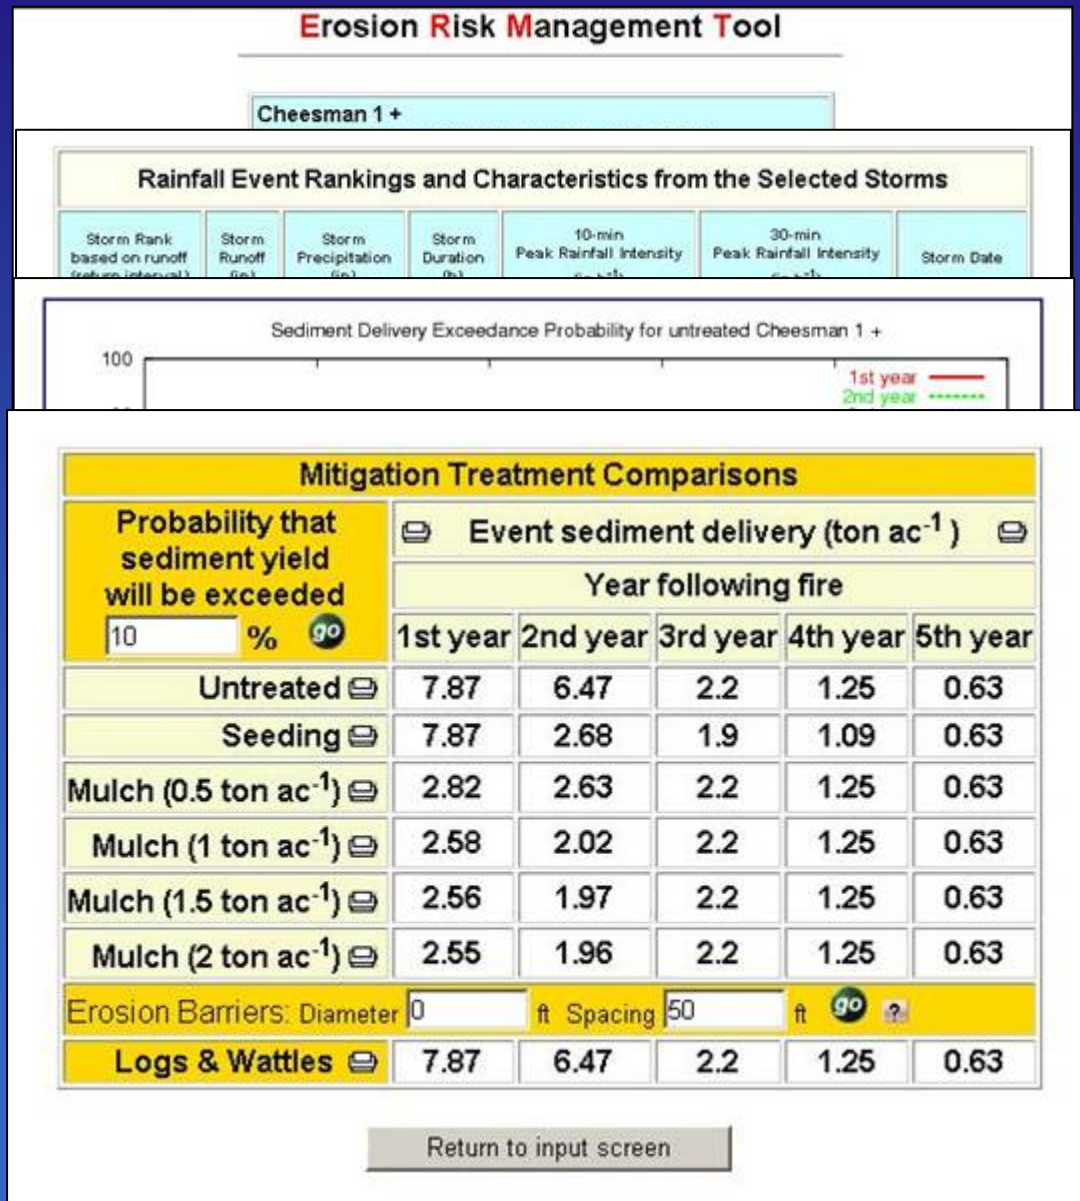 Erosion Risk Management Tool
Cheesman 1 +
Rainfall Event Rankings and Characteristics from the Selected Storms
Storm Rank
based on runoff
(return interval)
Storm
Runoff
(in)
Storm
Precipitation
(in)
Storm
Duration
(h)
10-min
Peak Rainfall Intensity
30-min
Peak Rainfall Intensity
Storm Date
Sediment Delivery Exceedance Probability for untreated Cheesman 1 +
100
1st year
2nd year
Mitigation Treatment Comparisons
Probability that
sediment yield
will be exceeded
10 % go
Event sediment delivery (ton ac⁻¹ )
Year following fire
1st year 2nd year 3rd year 4th year 5th year
Untreated 7.87 6.47 2.2 1.25 0.63
Seeding 7.87 2.68 1.9 1.09 0.63
Mulch (0.5 ton ac⁻¹) 2.82 2.63 2.2 1.25 0.63
Mulch (1 ton ac⁻¹) 2.58 2.02 2.2 1.25 0.63
Mulch (1.5 ton ac⁻¹) 2.56 1.97 2.2 1.25 0.63
Mulch (2 ton ac⁻¹) 2.55 1.96 2.2 1.25 0.63
Erosion Barriers: Diameter 0 ft Spacing 50 ft go ?
Logs & Wattles 7.87 6.47 2.2 1.25 0.63
Return to input screen